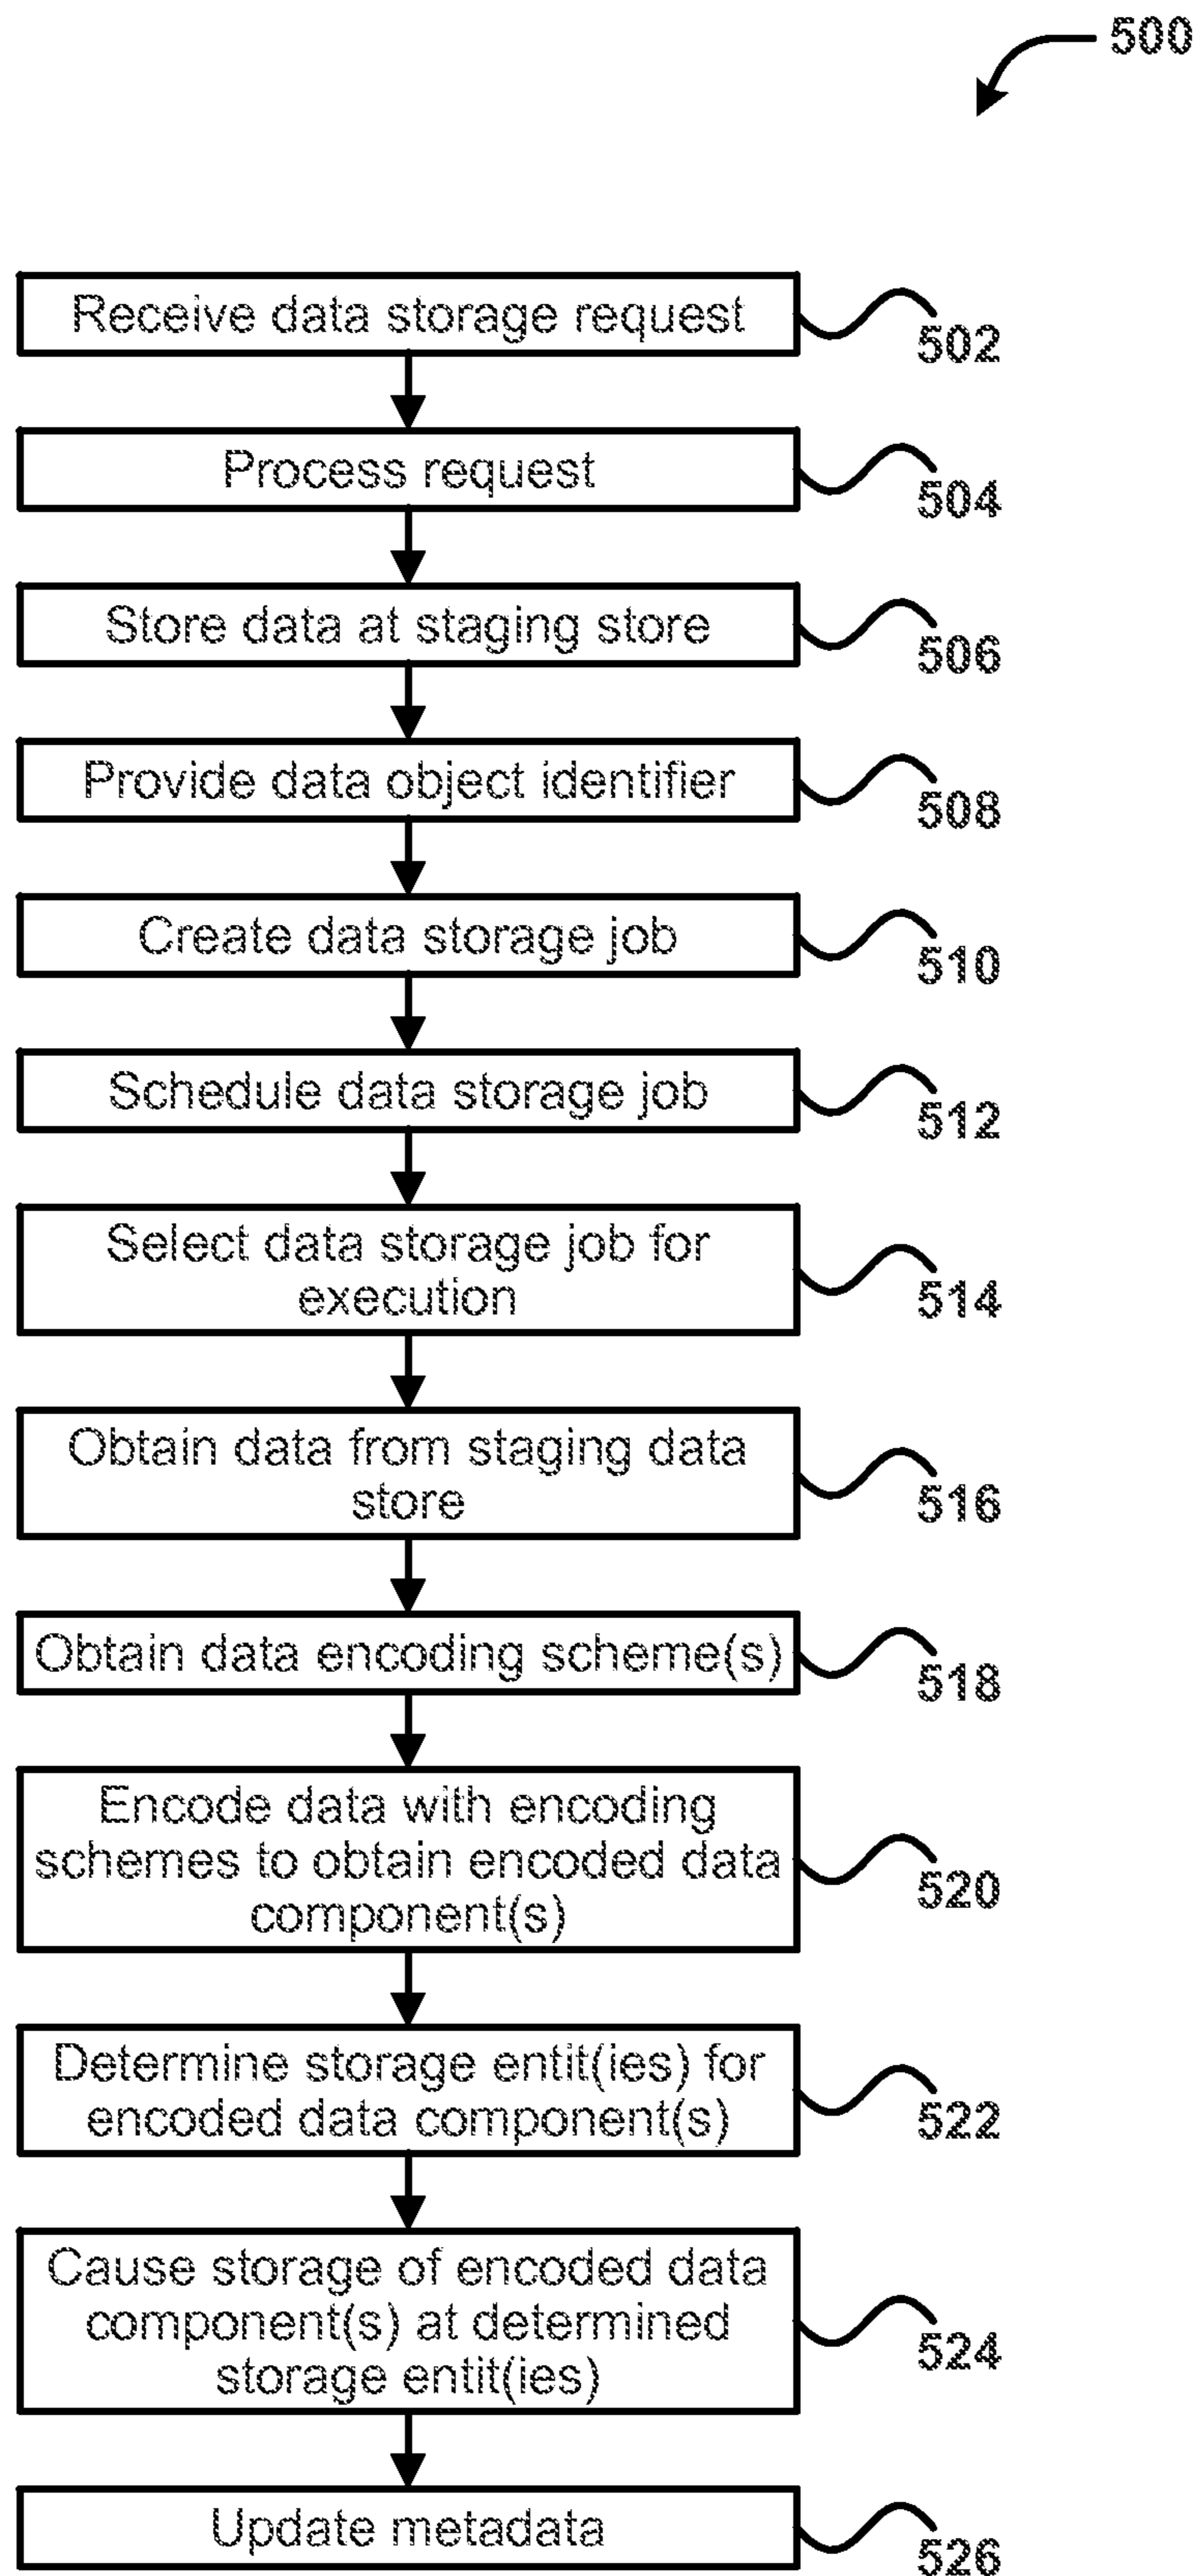 500
Receive data storage request
502
Process request
504
Store data at staging store
506
Provide data object identifier
508
Create data storage job
510
Schedule data storage job
512
Select data storage job for
execution
514
Obtain data from staging data
store
516
Obtain data encoding scheme(s)
518
Encode data with encoding
schemes to obtain encoded data
component(s)
520
Determine storage entit(ies) for
encoded data component(s)
522
Cause storage of encoded data
component(s) at determined
storage entit(ies)
524
Update metadata
526